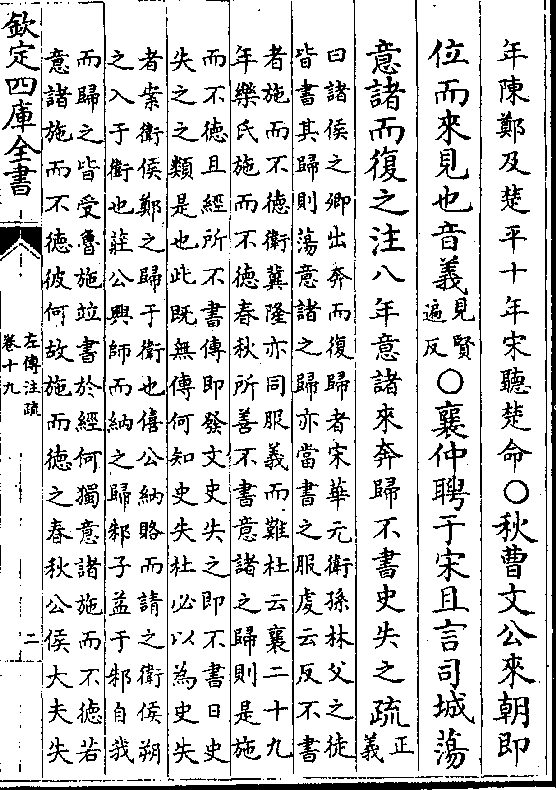 年陳鄭及楚平十年宋聽楚命〇秋曹文公來朝即
位而來見也音義見賢遍反〇襄仲聘于宋且言司城蕩
意諸而復之注八年意諸來奔歸不書史失之疏正義
曰諸侯之卿出奔而復歸者宋華元衛孫林父之徒
皆書其歸則蕩意諸之歸亦當書之服虔云反不書
者施而不德衛冀隆亦同服義而難杜云襄二十九
年樂氏施而不德春秋所善不書意諸之歸則是施
而不德且經所不書傳即發文史失之即不書日史
失之之類是也此既無傳何知史失杜必以為史失
者案衛侯鄭之歸于衛也僖公納賂而請之衛侯朔
之入于衛也莊公興師而納之歸邾子益于邾自我
而歸之皆受魯施竝書於經何獨意諸施而不德若
意諸施而不德彼何故施而德之春秋公侯大夫失
欽定四庫全書
左傳注疏
卷十九
二